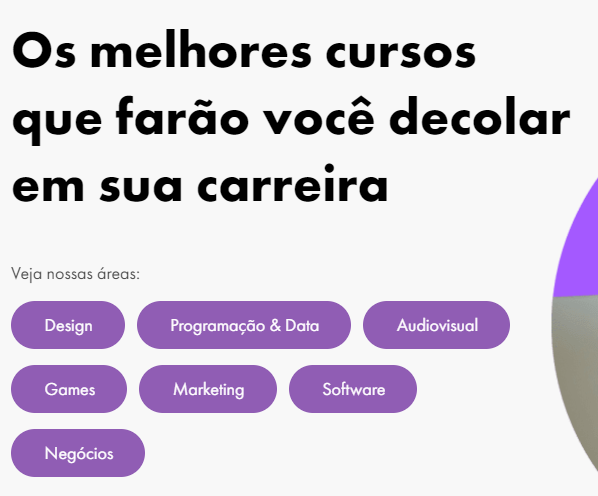 Os melhores cursos
que farão você decolar
em sua carreira
Veja nossas áreas:
Design Programação & Data Audiovisual
Games Marketing Software
Negócios